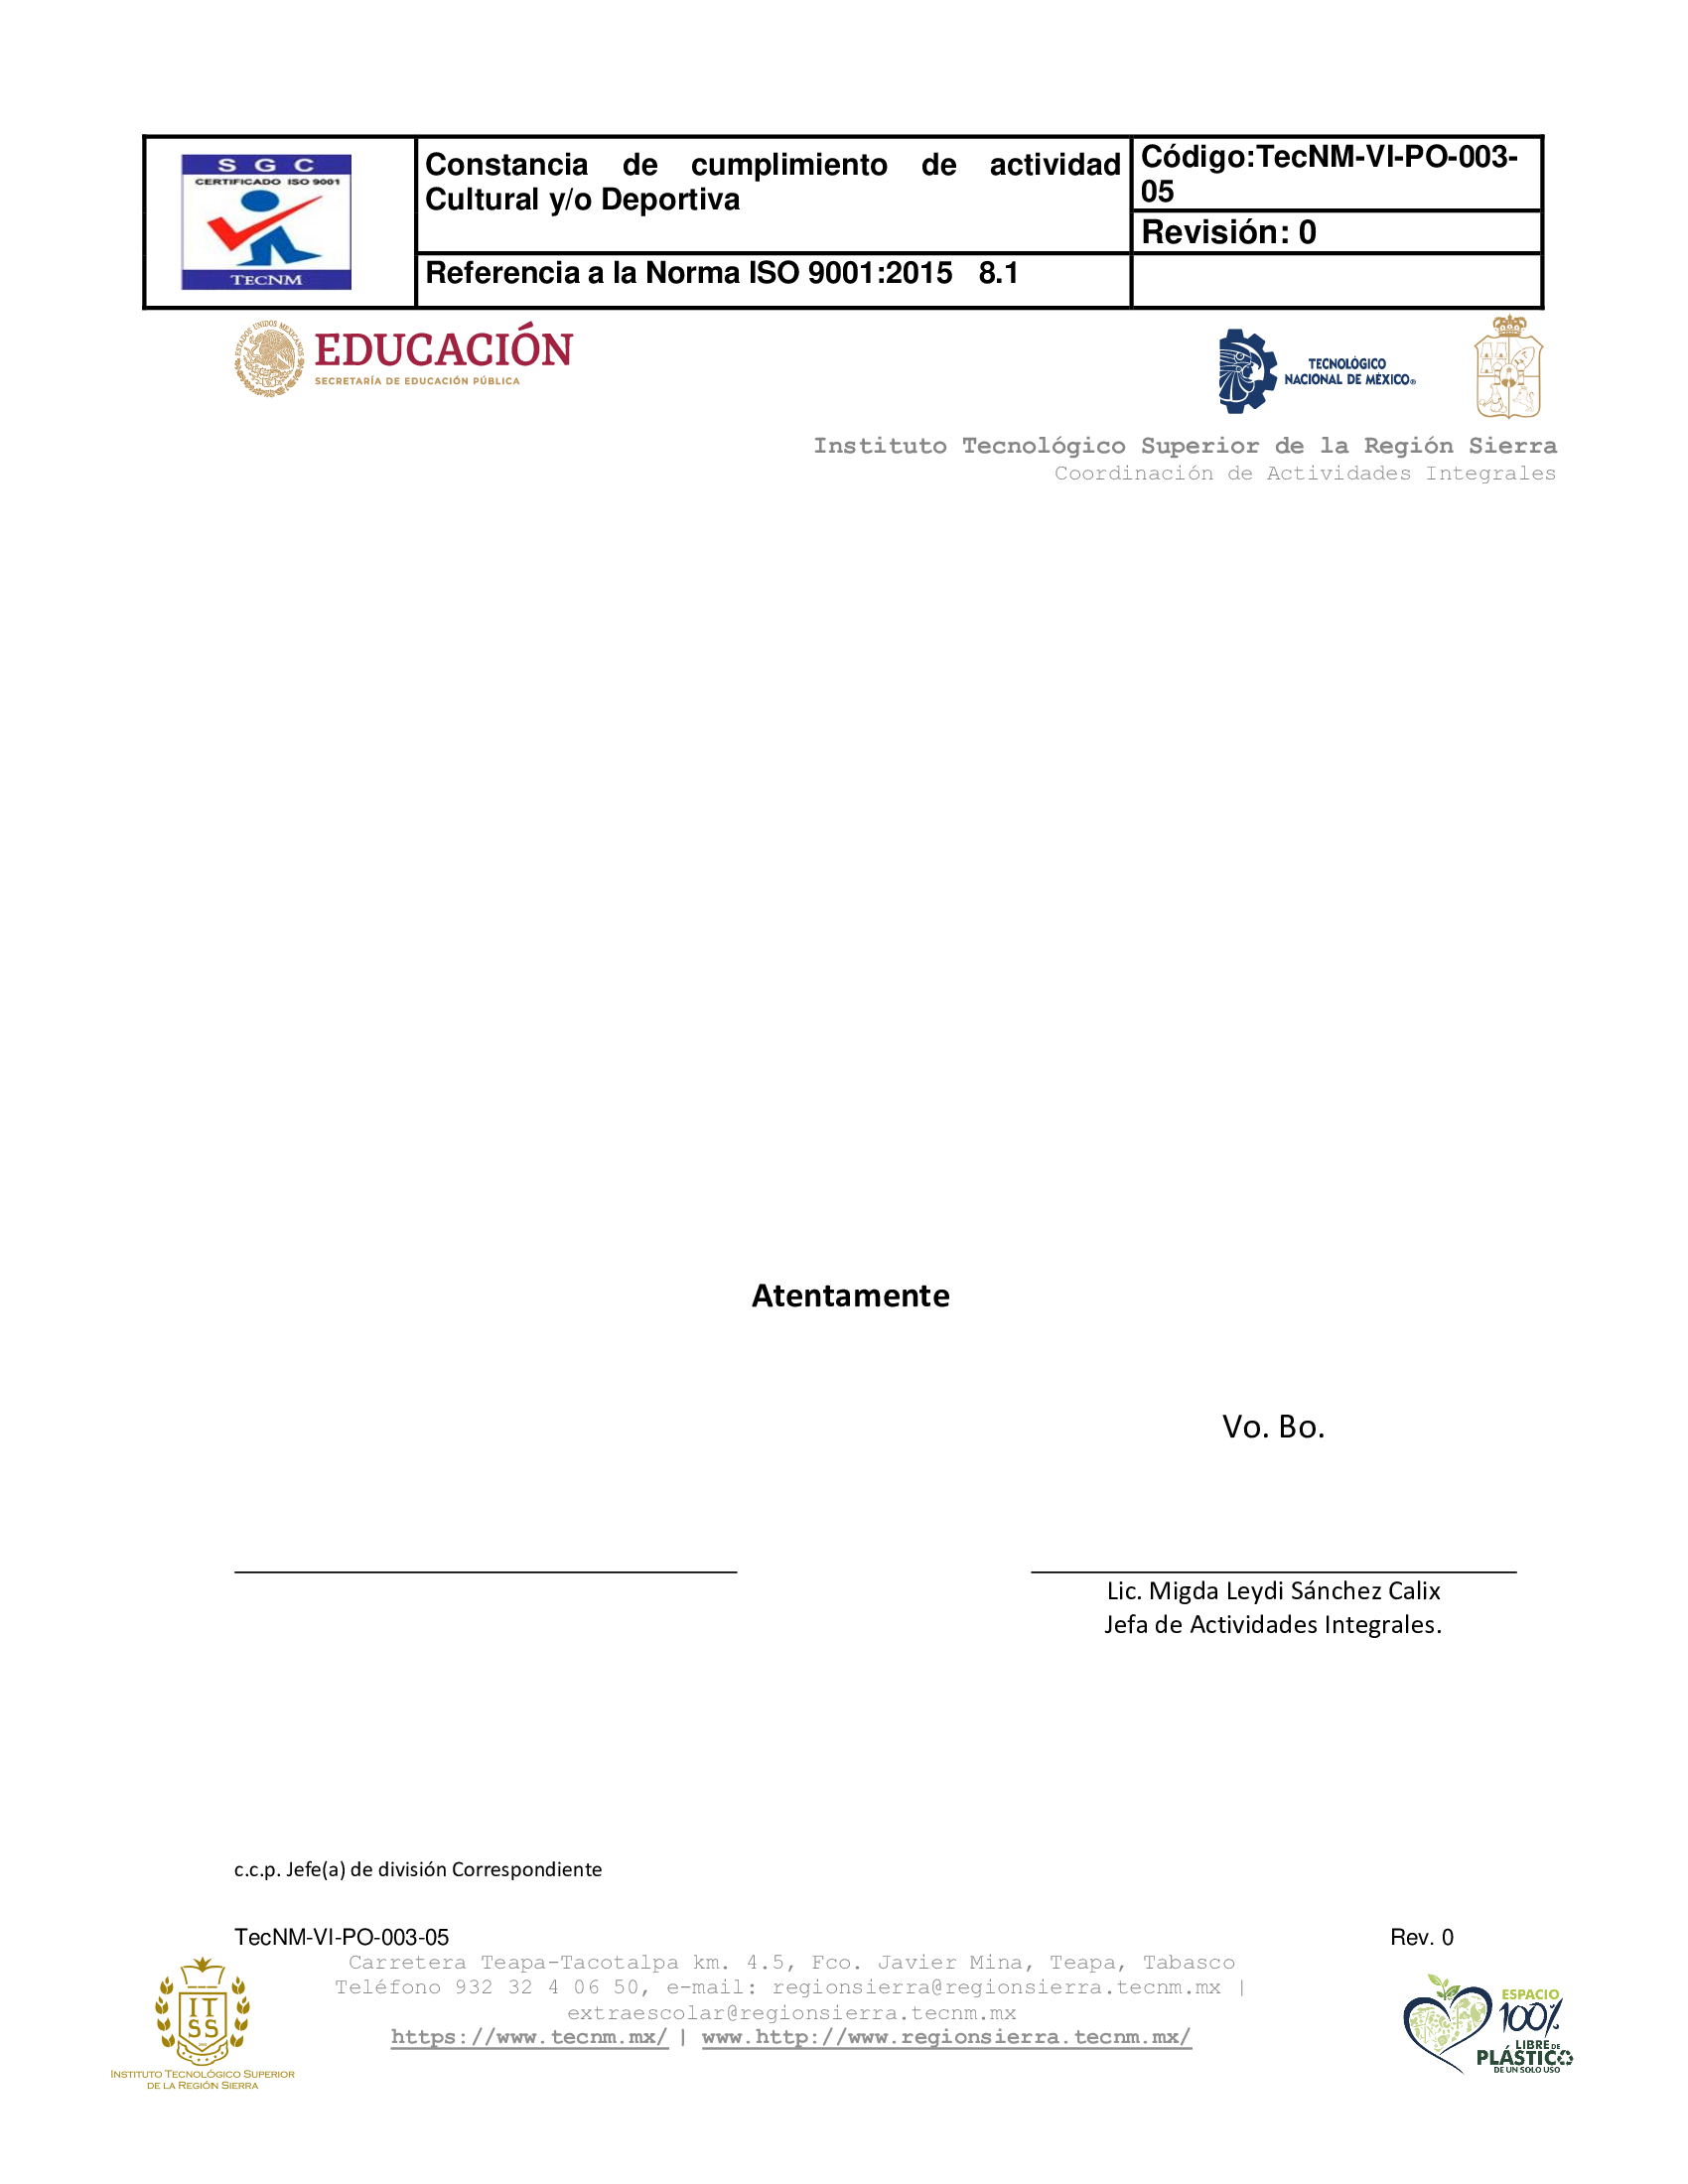 S G C
CERTIFICADO ISO 9001
TECNM
Constancia de cumplimiento de actividad
Cultural y/o Deportiva
Código:TecNM-VI-PO-003-
05
Revisión: 0
Referencia a la Norma ISO 9001:2015 8.1
ESTADOS UNIDOS MEXICANOS
EDUCACIÓN
SECRETARÍA DE EDUCACIÓN PÚBLICA
TECNOLÓGICO
NACIONAL DE MÉXICO®
Instituto Tecnológico Superior de la Región Sierra
Coordinación de Actividades Integrales
Atentamente
Vo. Bo.
Lic. Migda Leydi Sánchez Calix
Jefa de Actividades Integrales.
c.c.p. Jefe(a) de división Correspondiente
TecNM-VI-PO-003-05 Rev. 0
Carretera Teapa-Tacotalpa km. 4.5, Fco. Javier Mina, Teapa, Tabasco
Teléfono 932 32 4 06 50, e-mail: regionsierra@regionsierra.tecnm.mx |
extraescolar@regionsierra.tecnm.mx
https://www.tecnm.mx/ | www.http://www.regionsierra.tecnm.mx/
IT
SS
INSTITUTO TECNOLÓGICO SUPERIOR
DE LA REGIÓN SIERRA
ESPACIO
100%
LIBRE DE
PLÁSTICO
DE UN SOLO USO